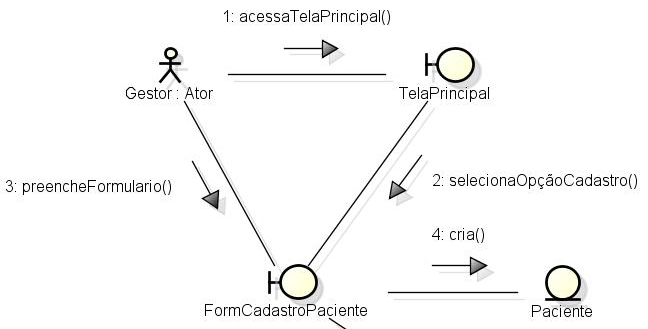 1: acessaTelaPrincipal()
Gestor : Ator
TelaPrincipal
3: preencheFormulario()
2: selecionaOpçãoCadastro()
4: cria()
FormCadastroPaciente
Paciente